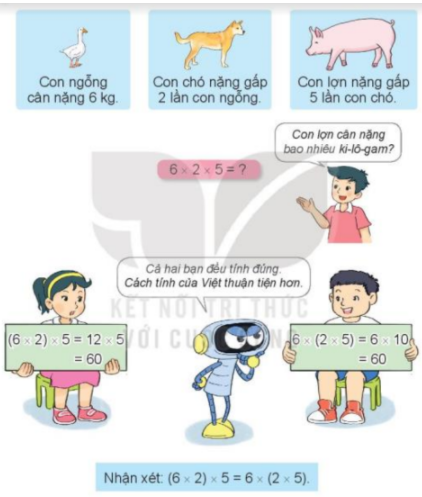 Con ngỗng
cân nặng 6 kg.
Con chó nặng gấp
2 lần con ngỗng.
Con lợn nặng gấp
5 lần con chó.
Con lợn cân nặng
bao nhiêu ki-lô-gam?
6 × 2 × 5 = ?
Cả hai bạn đều tính đúng.
Cách tính của Việt thuận tiện hơn.
KẾT NỐI TRI THỨC
VỚI CUỘC SỐNG
(6 × 2) × 5 = 12 × 5
= 60
6 × (2 × 5) = 6 × 10
= 60
Nhận xét: (6 × 2) × 5 = 6 × (2 × 5).